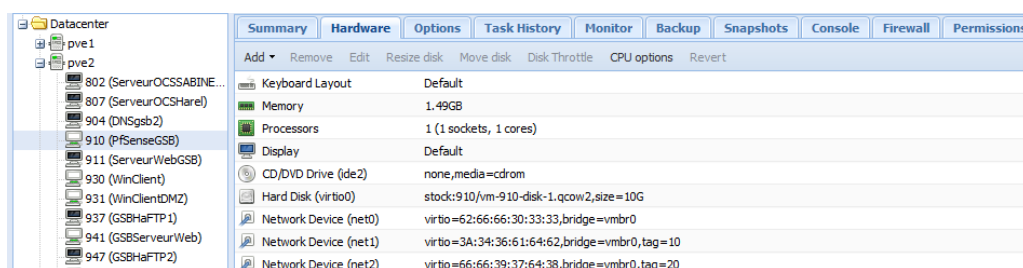 Datacenter
pve1
pve2
802 (ServeurOCSSABINE...
807 (ServeurOCSHarel)
904 (DNSgsb2)
910 (PfSenseGSB)
911 (ServeurWebGSB)
930 (WinClient)
931 (WinClientDMZ)
937 (GSBHaFTP1)
941 (GSBServeurWeb)
947 (GSBHaFTP2)
Summary Hardware Options Task History Monitor Backup Snapshots Console Firewall Permissions
Add Remove Edit Resize disk Move disk Disk Throttle CPU options Revert
Keyboard Layout Default
Memory 1.49GB
Processors 1 (1 sockets, 1 cores)
Display Default
CD/DVD Drive (ide2) none,media=cdrom
Hard Disk (virtio0) stock:910/vm-910-disk-1.qcow2,size=10G
Network Device (net0) virtio=62:66:66:30:33:33,bridge=vmbr0
Network Device (net1) virtio=3A:34:36:61:64:62,bridge=vmbr0,tag=10
Network Device (net2) virtio=66:66:39:37:64:38,bridge=vmbr0,tag=20